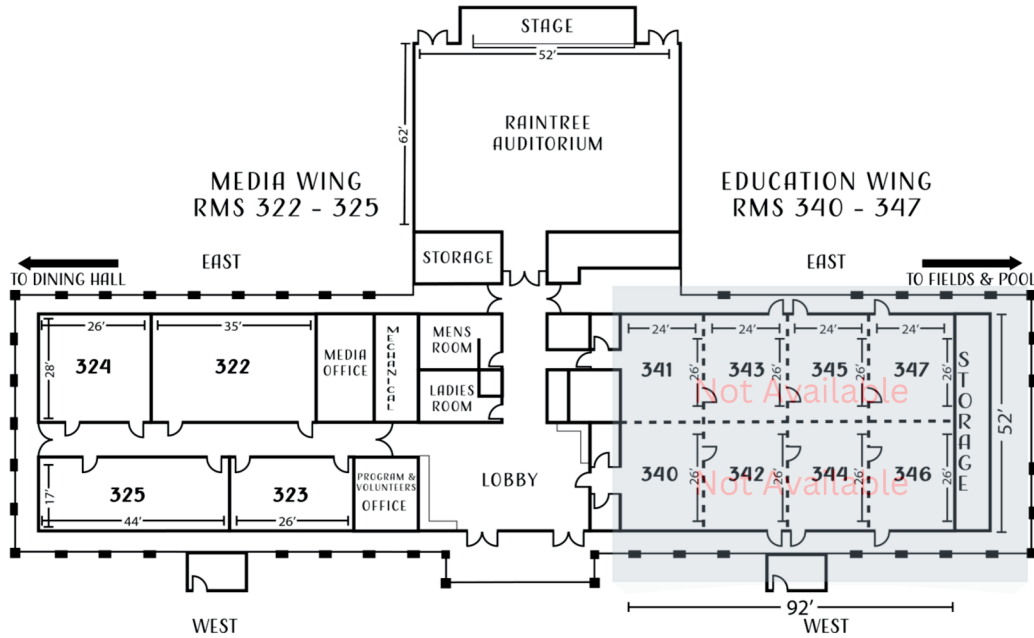 STAGE
52'
62'
RAINTREE
AUDITORIUM
MEDIA WING
RMS 322 - 325
EDUCATION WING
RMS 340 - 347
EAST
STORAGE
EAST
TO DINING HALL
TO FIELDS & POOL
26'
35'
28'
324
322
MEDIA
OFFICE
MECHANICAL
MENS
ROOM
LADIES
ROOM
24'
24'
24'
24'
341
343
345
347
26'
26'
26'
26'
Not Available
STORAGE
52'
17'
325
44'
323
26'
PROGRAM &
VOLUNTEERS
OFFICE
LOBBY
340
342
344
346
26'
26'
26'
26'
Not Available
92'
WEST
WEST